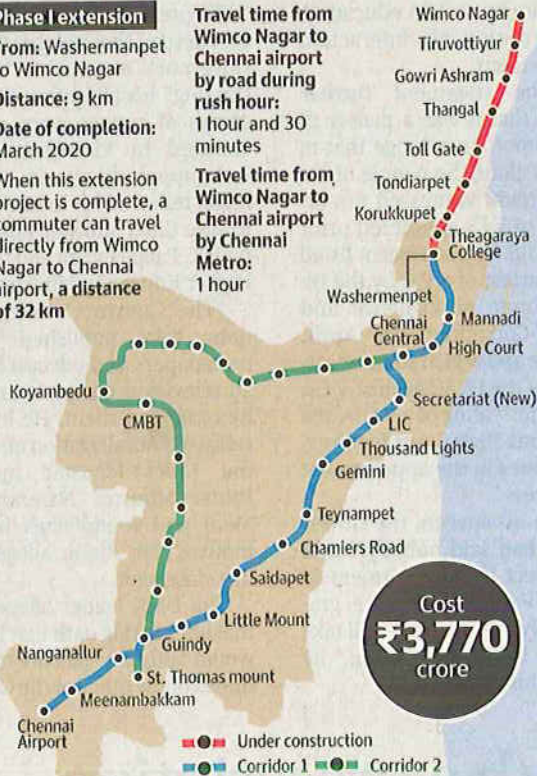 Phase I extension
From: Washermanpet
to Wimco Nagar
Distance: 9 km
Date of completion:
March 2020
When this extension
project is complete, a
commuter can travel
directly from Wimco
Nagar to Chennai
airport, a distance
of 32 km
Travel time from
Wimco Nagar to
Chennai airport
by road during
rush hour:
1 hour and 30
minutes
Travel time from
Wimco Nagar to
Chennai airport
by Chennai
Metro:
1 hour
Wimco Nagar
Tiruvottiyur
Gowri Ashram
Thangal
Toll Gate
Tondiarpet
Korukkupet
Theagaraya
College
Washermenpet
Mannadi
High Court
Chennai
Central
Secretariat (New)
LIC
Thousand Lights
Gemini
Teynampet
Chamiers Road
Saidapet
Little Mount
Guindy
St. Thomas mount
Nanganallur
Meenambakkam
Chennai
Airport
Koyambedu
CMBT
Cost
₹3,770
crore
Under construction
Corridor 1
Corridor 2